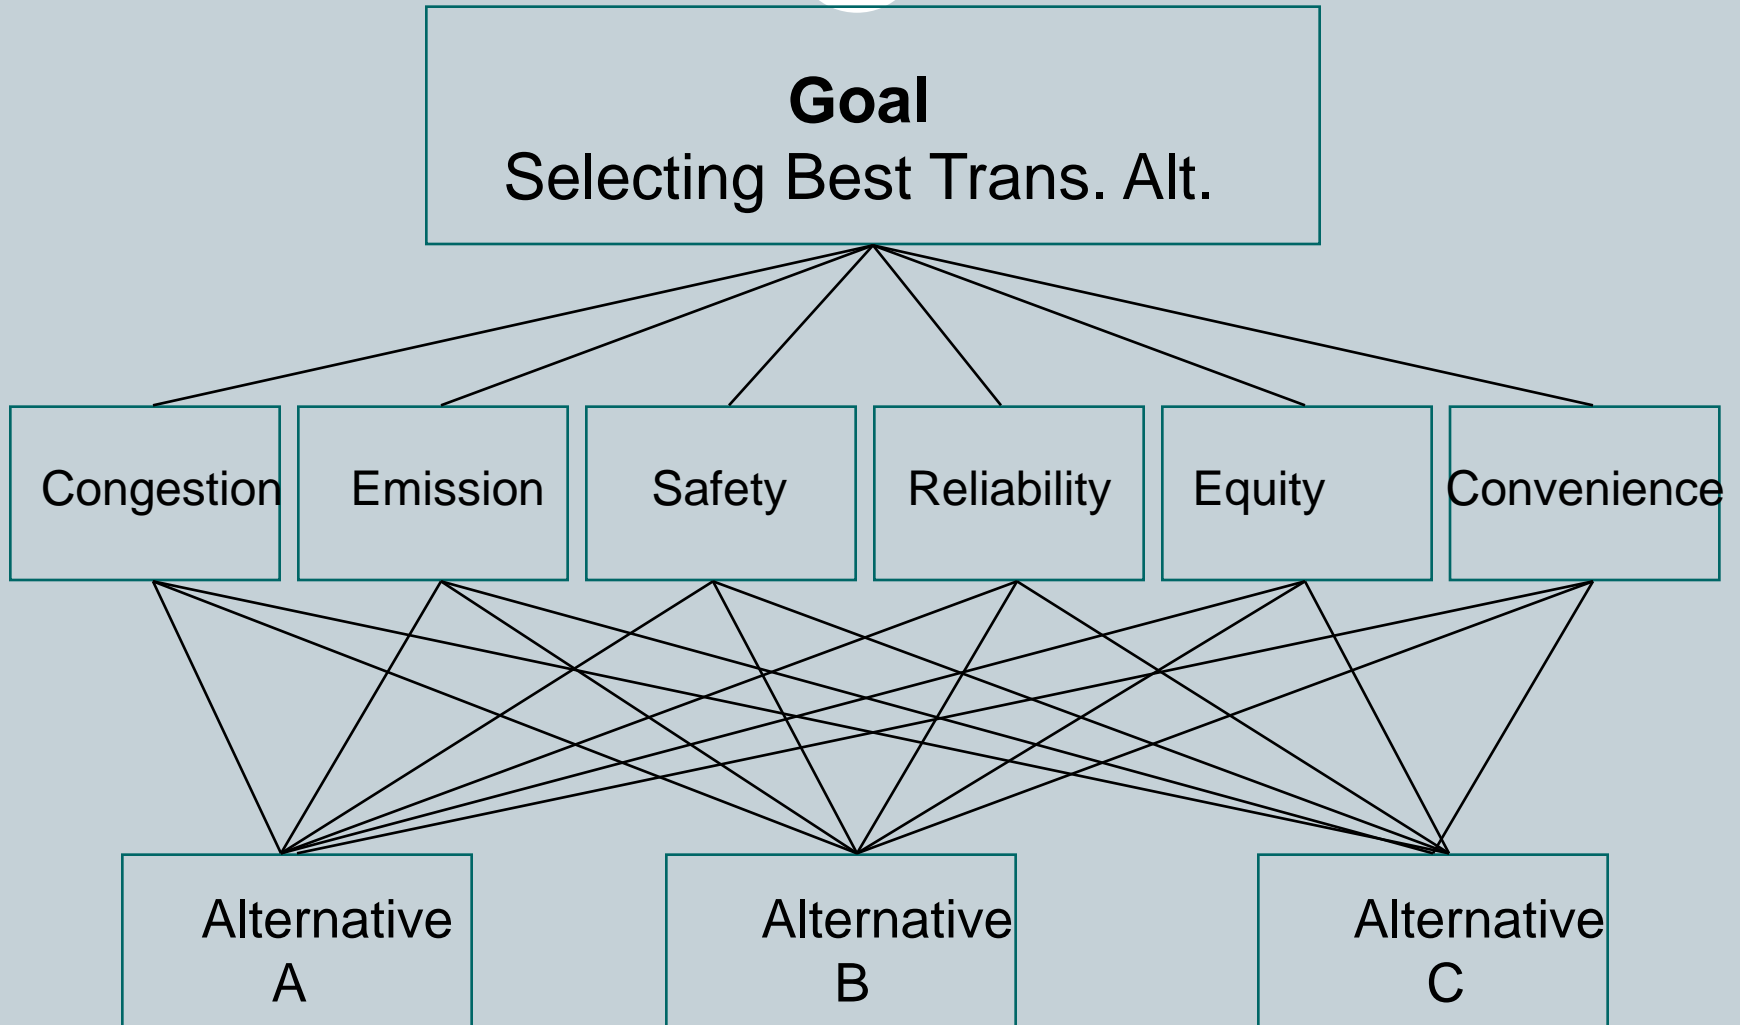 Goal
Selecting Best Trans. Alt.
Congestion
Emission
Safety
Reliability
Equity
Convenience
Alternative
A
Alternative
B
Alternative
C